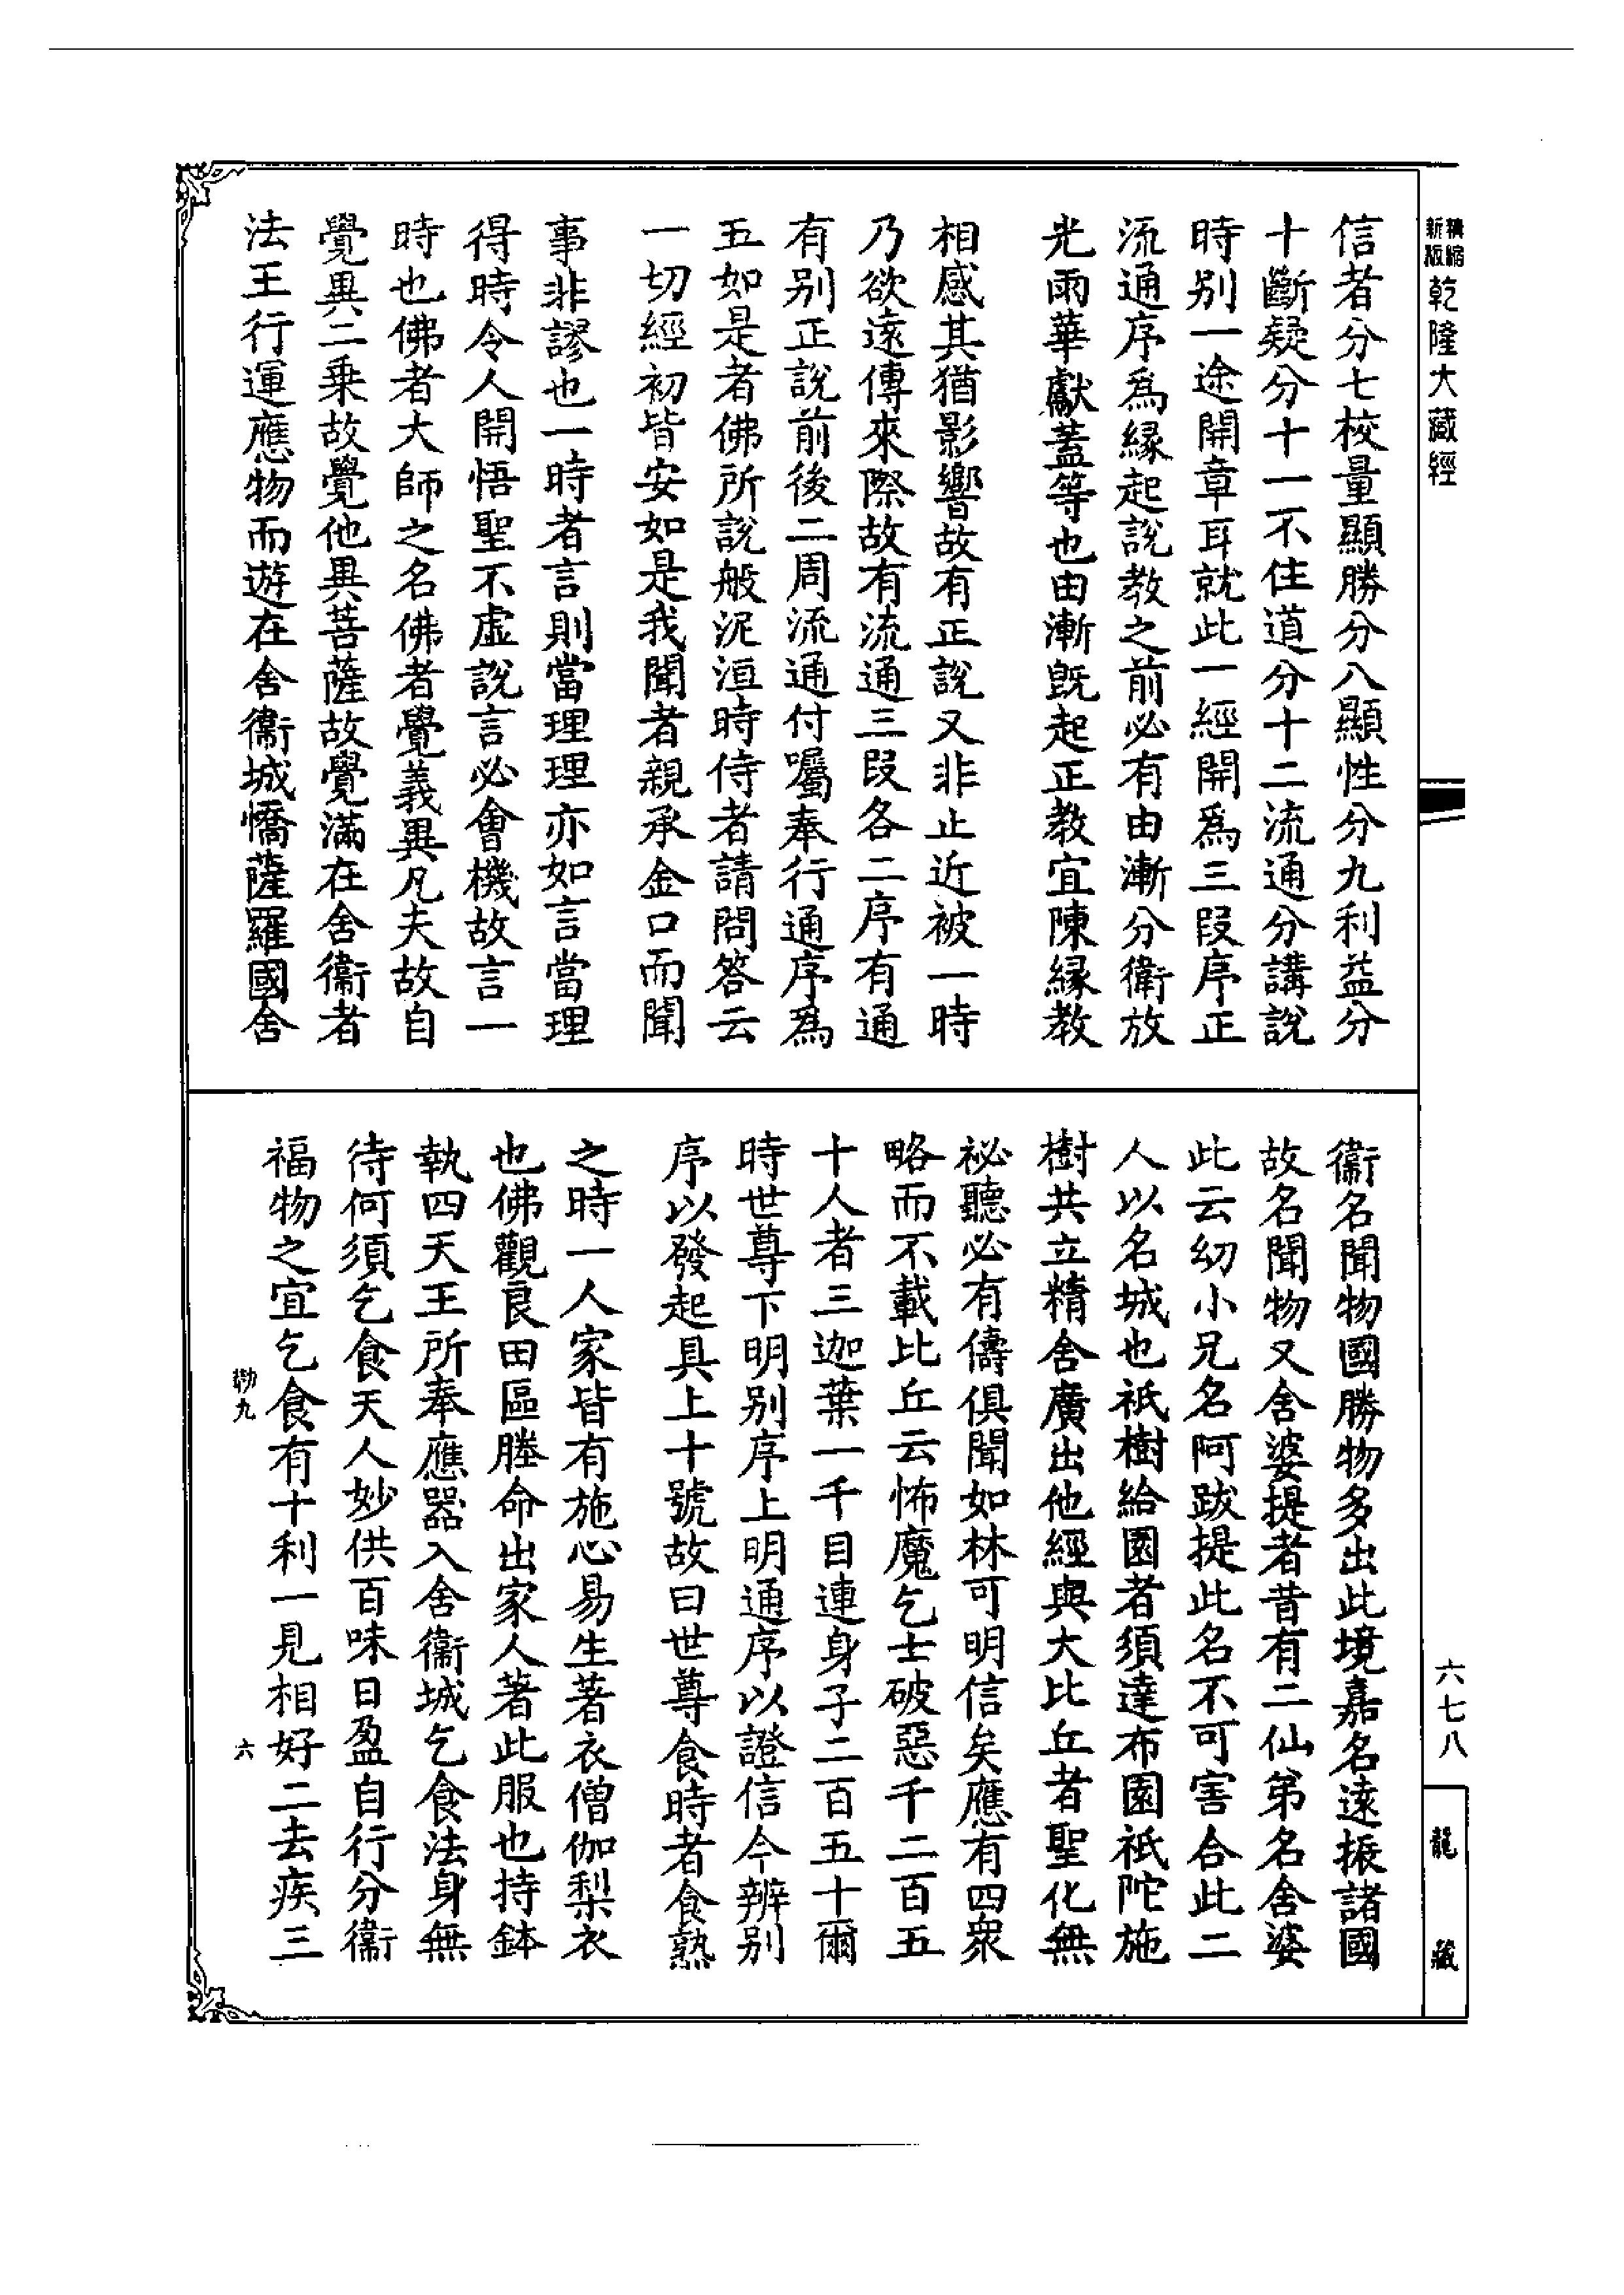 精縮
新版
乾隆大藏經
信者分七校量顯勝分八顯性分九利益分
十斷疑分十一不住道分十二流通分講說
時别一途開章耳就此一經開爲三段序正
流通序爲縁起說教之前必有由漸分衛放
光雨華獻蓋等也由漸旣起正教宜陳縁教
相感其猶影響故有正說又非止近被一時
乃欲遠傳來際故有流通三段各二序有通
有别正説前後二周流通付囑奉行通序爲
五如是者佛所説般泥洹時侍者請問答云
一切經初皆安如是我聞者親承金口而聞
事非謬也一時者言則當理理亦如言言當理
得時令人開悟聖不虚說言必會機故言一
時也佛者大師之名佛者覺義異凡夫故自
覺異二乗故覺他異菩薩故覺滿在舍衞者
法王行運應物而遊在舍衞城憍薩羅國舍
衞名聞物國勝物多出此境嘉名遠振諸國
故名聞物又舍婆提者昔有二仙弟名舍婆
此云幼小兄名阿跋提此名不可害合此二
人以名城也祇樹給園者須達布園祇陀施
樹共立精舍廣出他經與大比丘者聖化無
祕聽必有儔俱聞如林可明信矣應有四衆
略而不載比丘云怖魔乞士破惡千二百五
十人者三迦葉一千目連身子二百五十爾
時世尊下明别序上明通序以證信今辨别
序以發起具上十號故曰世尊食時者食熟
之時一人家皆有施心易生著衣僧伽梨衣
也佛觀良田區塍命出家人著此服也持鉢
執四天王所奉應器入舍衞城乞食法身無
待何須乞食天人妙供百味日盈自行分衞
福物之宜乞食有十利一見相好二去疾三
勒九
六
六七八
龍藏